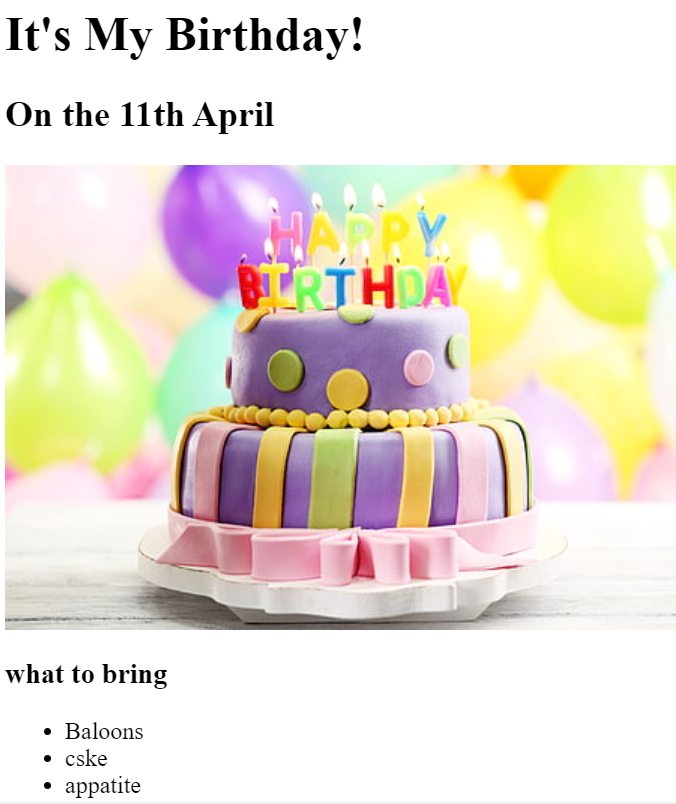 It's My Birthday!
On the 11th April
HAPPY
BIRTHDAY
what to bring
Baloons
cske
appatite